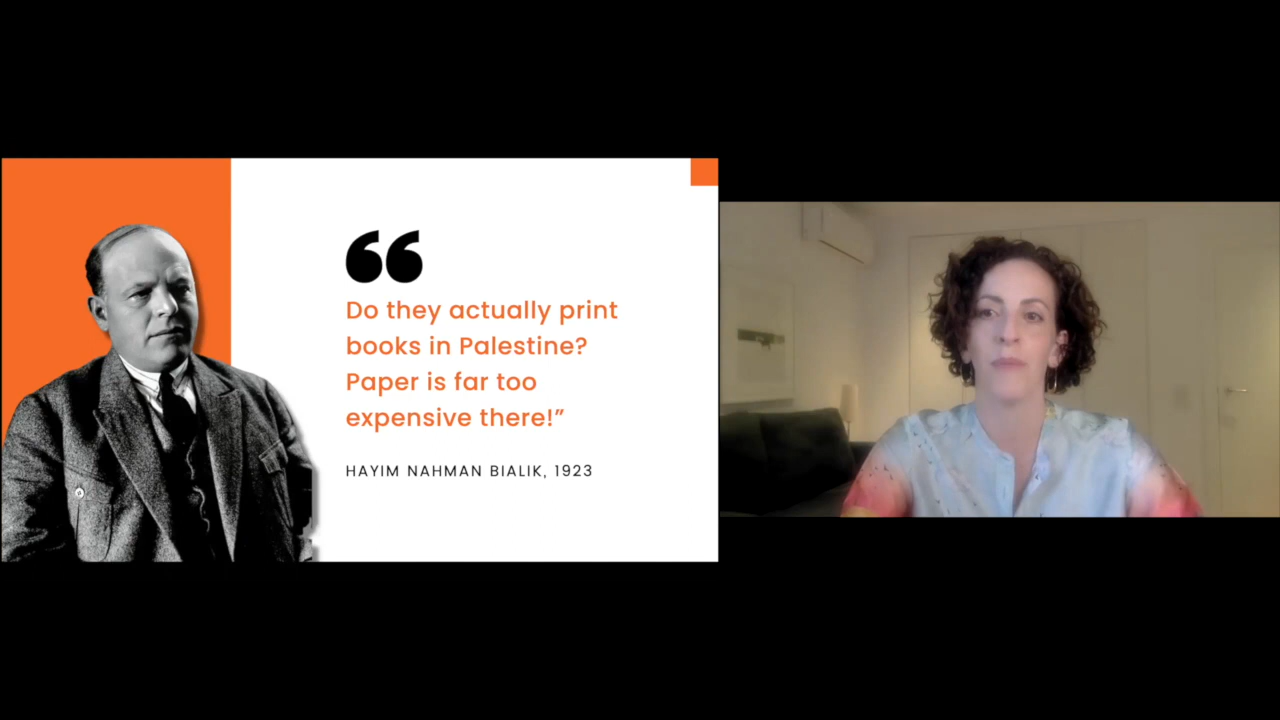 “
Do they actually print
books in Palestine?
Paper is far too
expensive there!”
HAYIM NAHMAN BIALIK, 1923